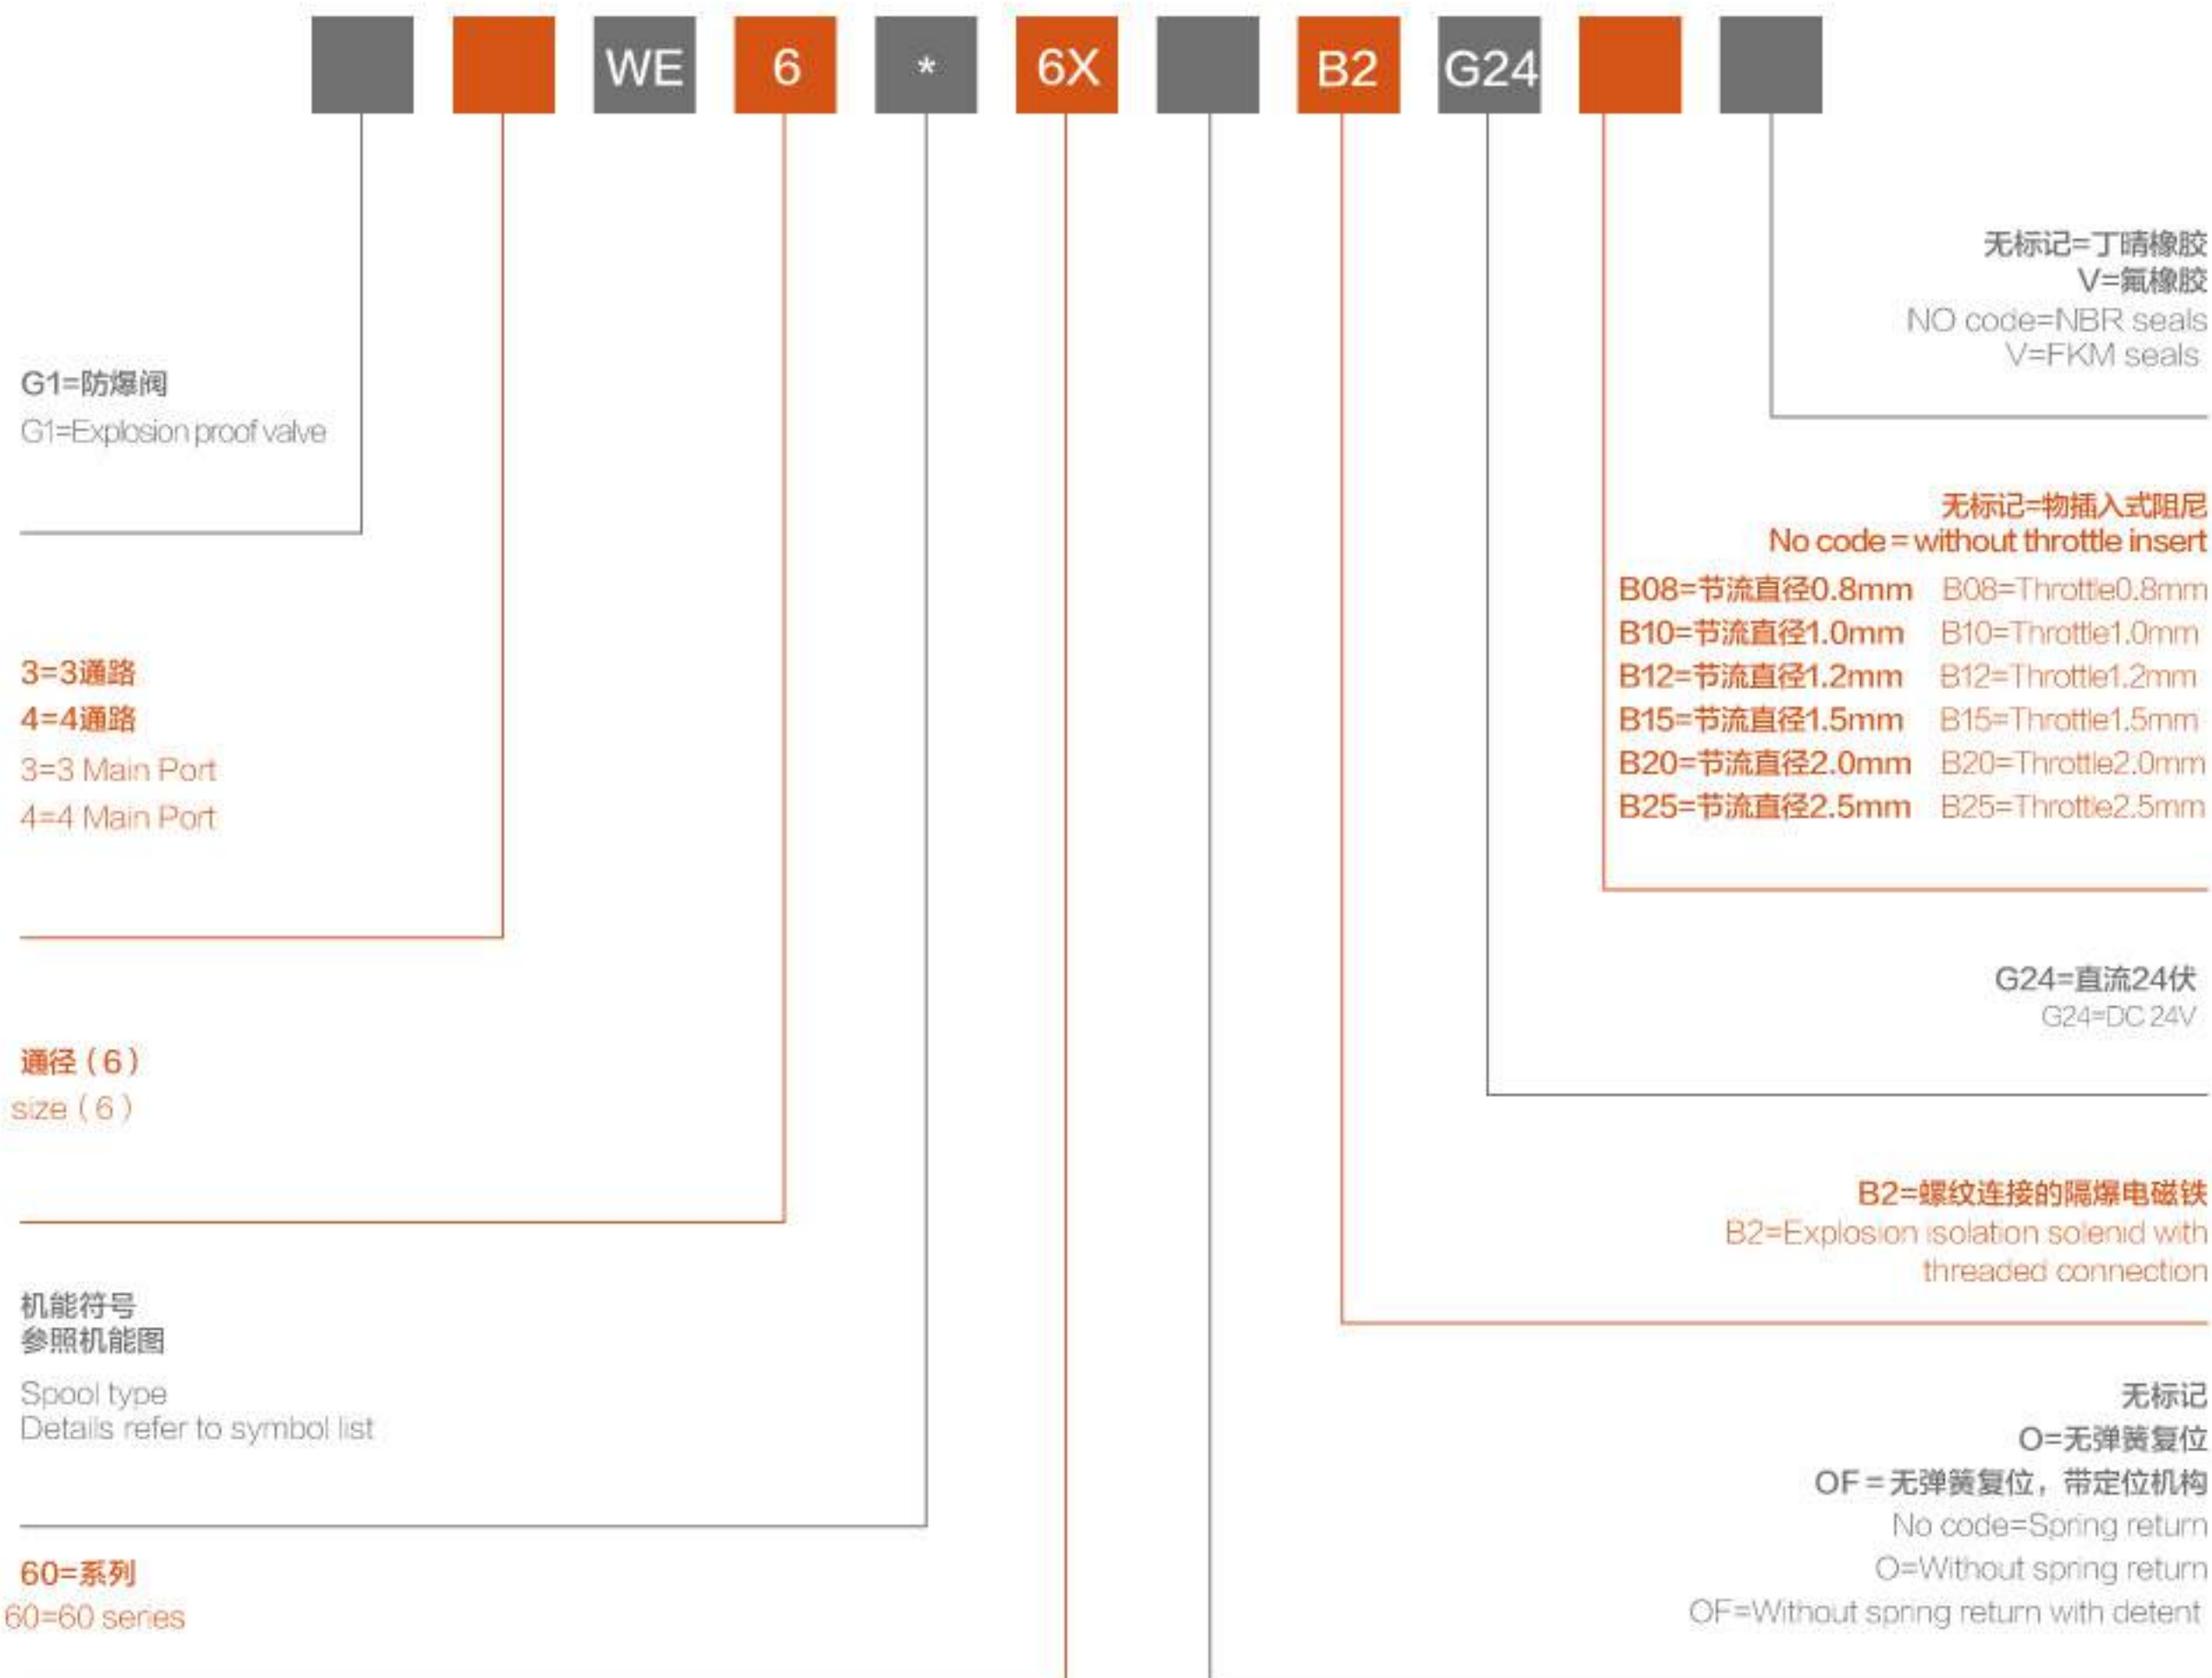 WE 6 * 6X B2 G24
G1=防爆阀
G1=Explosion proof valve
3=3通路
4=4通路
3=3 Main Port
4=4 Main Port
通径（6）
size（6）
机能符号
参照机能图
Spool type
Details refer to symbol list
60=系列
60=60 series
无标记=丁晴橡胶
V=氟橡胶
NO code=NBR seals
V=FKM seals
无标记=物插入式阻尼
No code = without throttle insert
B08=节流直径0.8mm B08=Throttle0.8mm
B10=节流直径1.0mm B10=Throttle1.0mm
B12=节流直径1.2mm B12=Throttle1.2mm
B15=节流直径1.5mm B15=Throttle1.5mm
B20=节流直径2.0mm B20=Throttle2.0mm
B25=节流直径2.5mm B25=Throttle2.5mm
G24=直流24伏
G24=DC 24V
B2=螺纹连接的隔爆电磁铁
B2=Explosion isolation solenid with
threaded connection
无标记
O=无弹簧复位
OF = 无弹簧复位，带定位机构
No code=Spring return
O=Without spring return
OF=Without spring return with detent